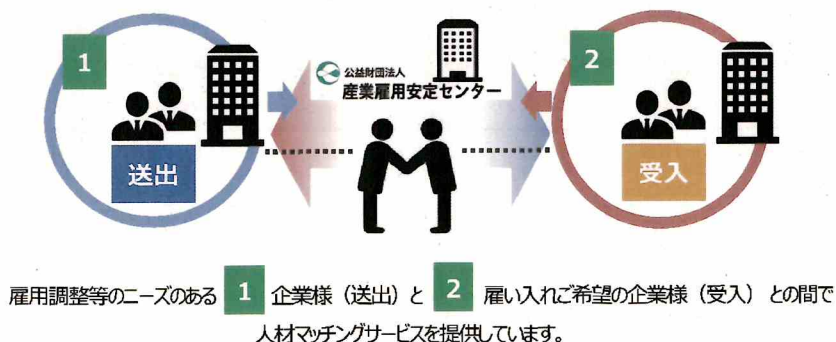 1
2
公益財団法人
産業雇用安定センター
送出
受入
雇用調整等のニーズのある 1 企業様（送出）と 2 雇い入れご希望の企業様（受入）との間で
人材マッチングサービスを提供しています。